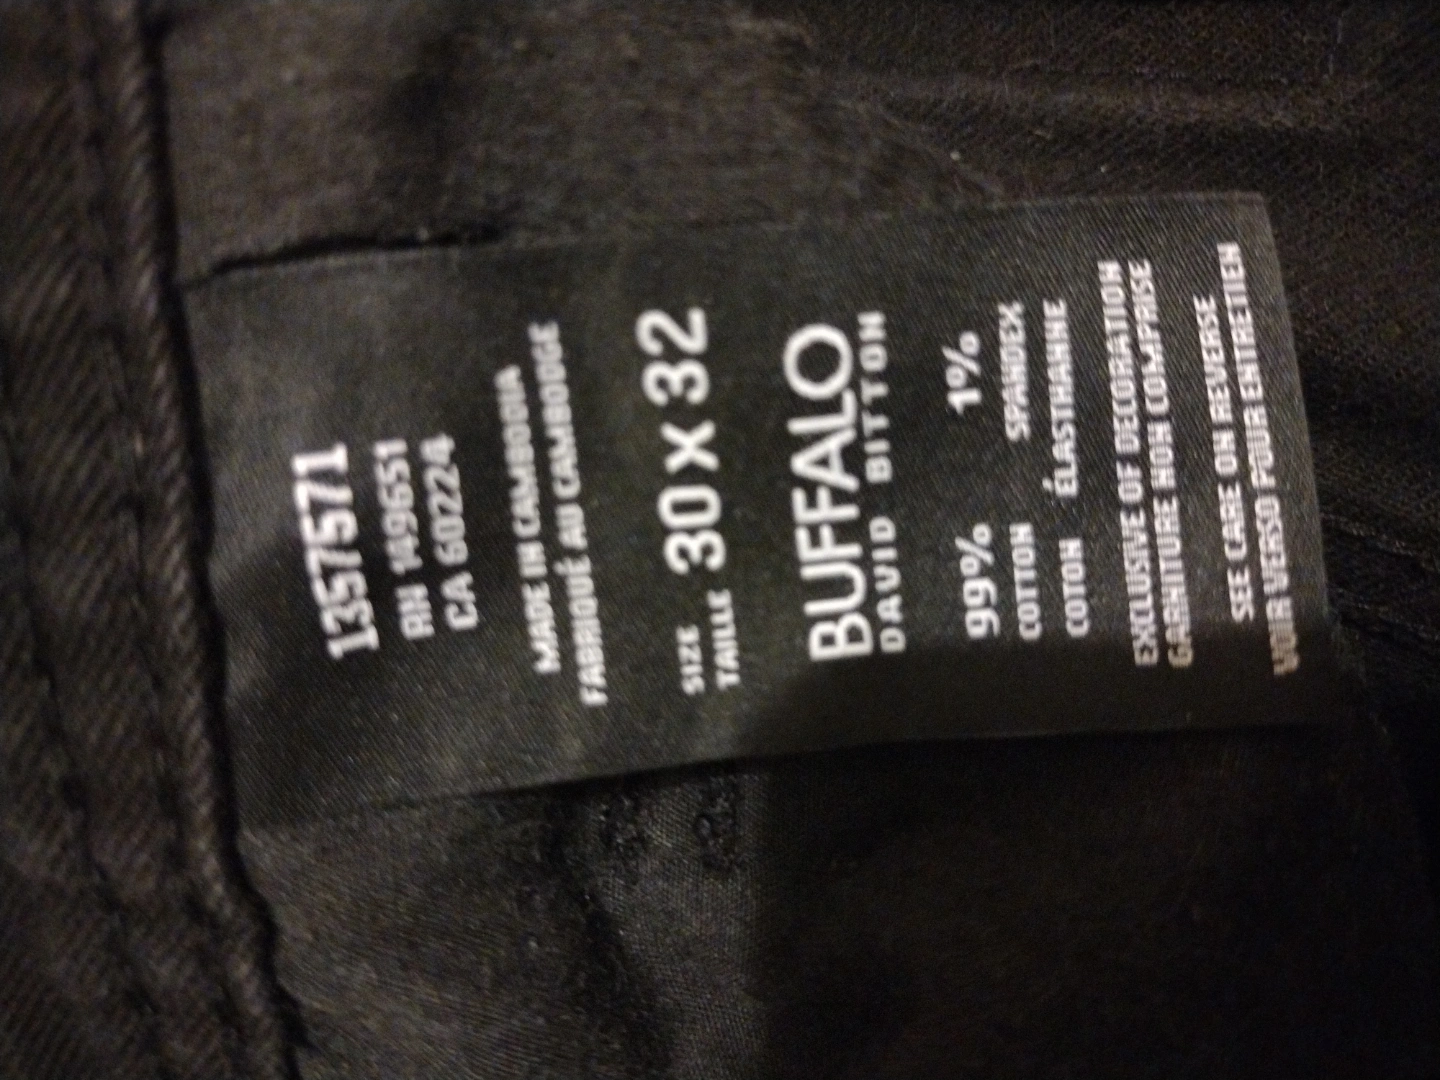 1357571
RN 149651
CA 60224
MADE IN CAMBODIA
FABRIQUÉ AU CAMBODGE
SIZE
TAILLE
30 X 32
BUFFALO
DAVID BITTON
99% 1%
COTTON SPANDEX
COTON ÉLASTHANNE
EXCLUSIVE OF DECORATION
GARNITURE NON COMPRISE
SEE CARE ON REVERSE
VOIR VERSO POUR ENTRETIEN